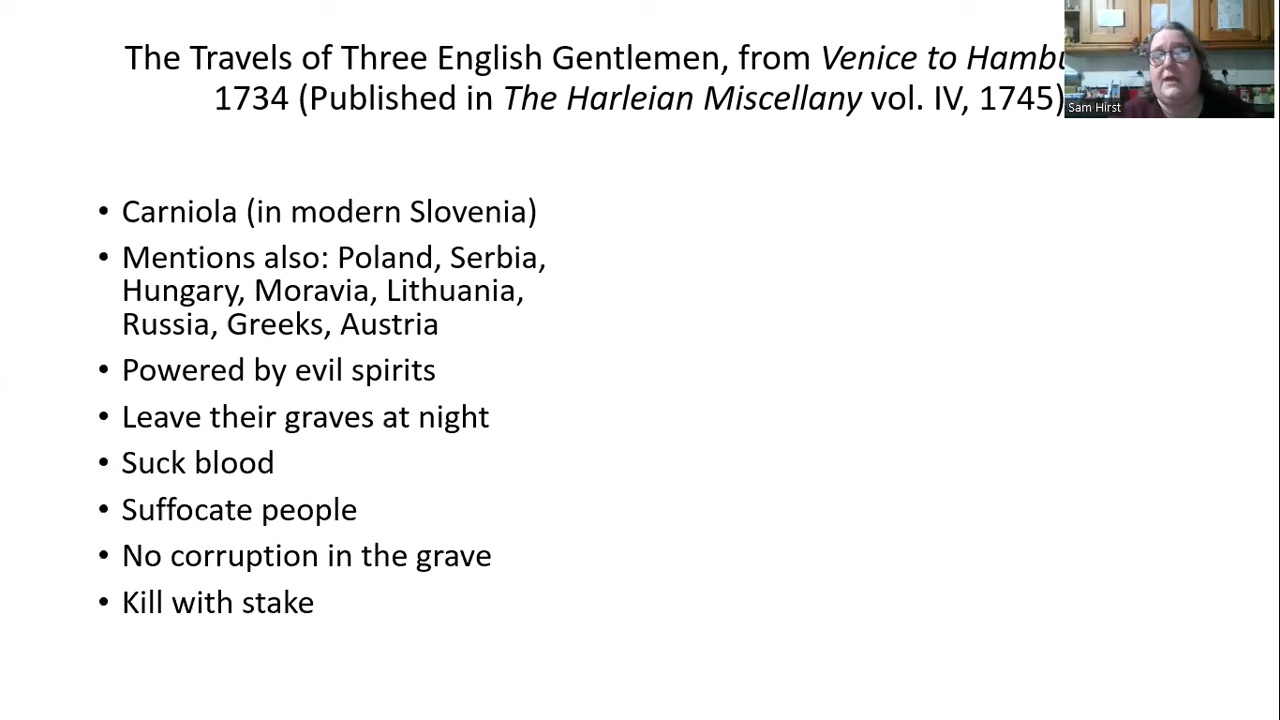 The Travels of Three English Gentlemen, from Venice to
1734 (Published in The Harleian Miscellany vol. IV, 1745)
Sam Hirst
• Carniola (in modern Slovenia)
• Mentions also: Poland, Serbia,
Hungary, Moravia, Lithuania,
Russia, Greeks, Austria
• Powered by evil spirits
• Leave their graves at night
• Suck blood
• Suffocate people
• No corruption in the grave
• Kill with stake